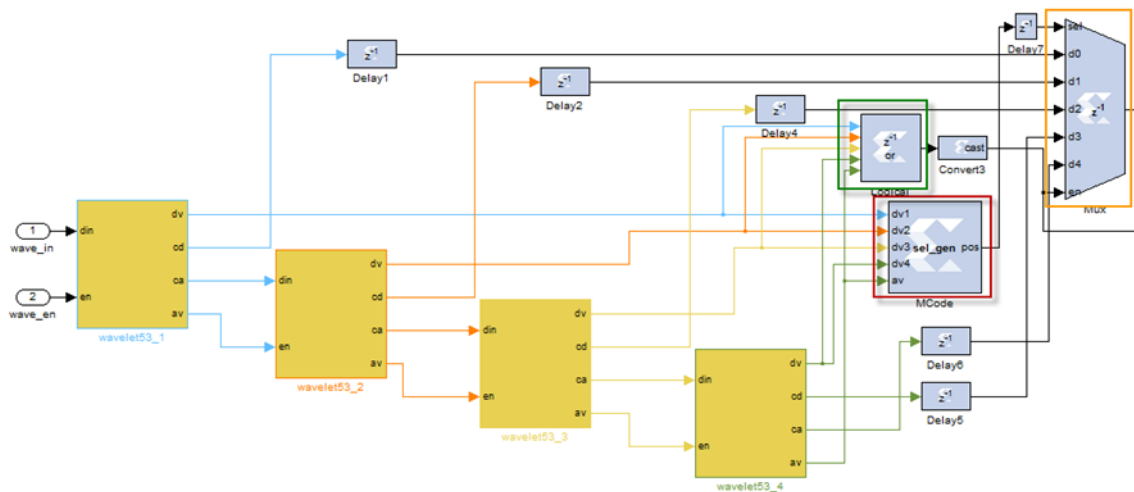 z⁻¹
Delay1
z⁻¹
Delay2
z⁻¹
Delay4
z⁻¹
Delay7
sel
d0
d1
d2
d3
d4
en
z⁻¹
Mux
z⁻¹
or
Logical
cast
Convert3
dv1
dv2
dv3
dv4
av
sel_gen
pos
MCode
1
wave_in
2
wave_en
din
en
dv
cd
ca
av
wavelet53_1
din
en
dv
cd
ca
av
wavelet53_2
din
en
dv
cd
ca
av
wavelet53_3
din
en
dv
cd
ca
av
wavelet53_4
z⁻¹
Delay6
z⁻¹
Delay5